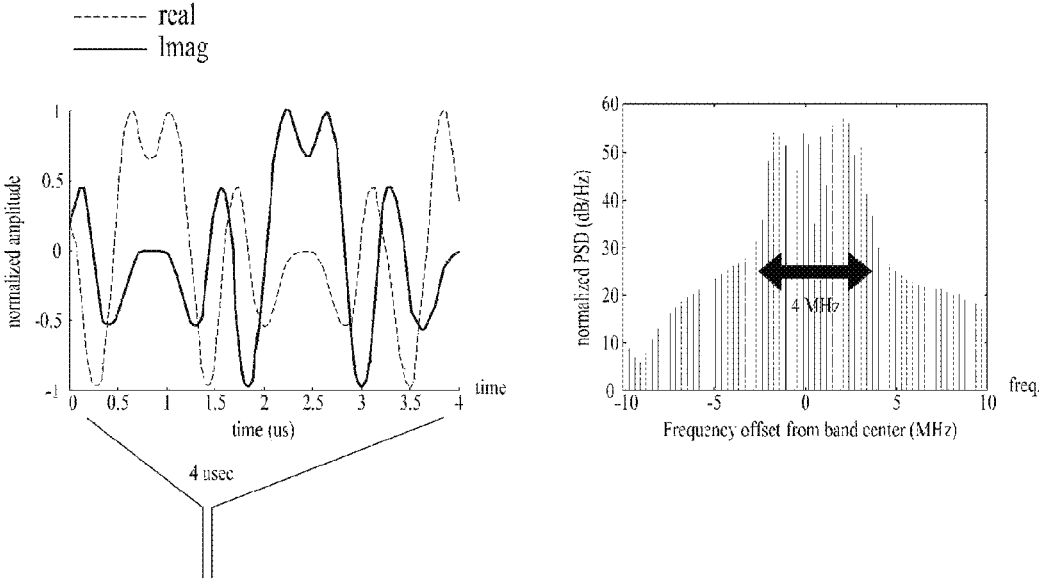 real
Imag
normalized amplitude
1
0.5
0
-0.5
-1
0
0.5
1
1.5
2
2.5
3
3.5
4
time
time (us)
4 usec
normalized PSD (dB/Hz)
60
50
40
30
20
10
0
-10
-5
0
5
10
freq.
4 MHz
Frequency offset from band center (MHz)